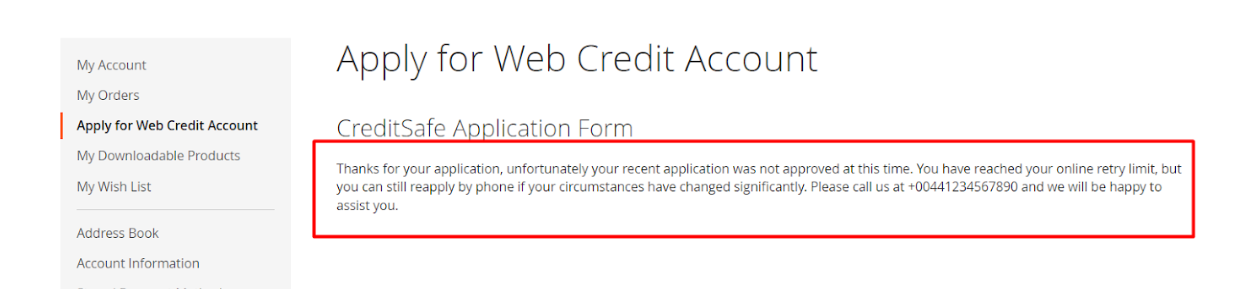 Apply for Web Credit Account
My Account
My Orders
Apply for Web Credit Account
My Downloadable Products
My Wish List
Address Book
Account Information
CreditSafe Application Form
Thanks for your application, unfortunately your recent application was not approved at this time. You have reached your online retry limit, but
you can still reapply by phone if your circumstances have changed significantly. Please call us at +00441234567890 and we will be happy to
assist you.